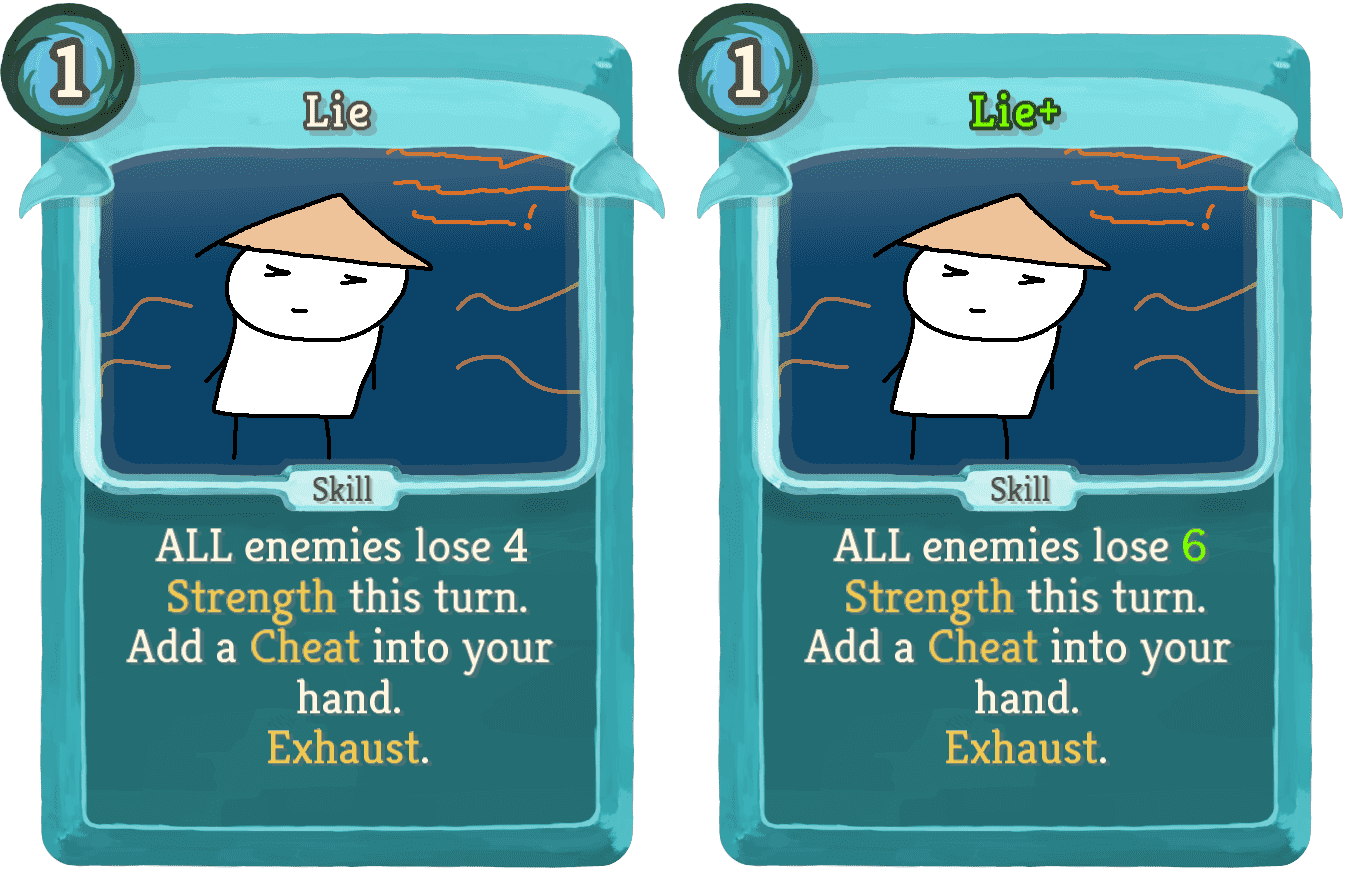 1
Lie
Skill
ALL enemies lose 4
Strength this turn.
Add a Cheat into your
hand.
Exhaust.
1
Lie+
Skill
ALL enemies lose 6
Strength this turn.
Add a Cheat into your
hand.
Exhaust.